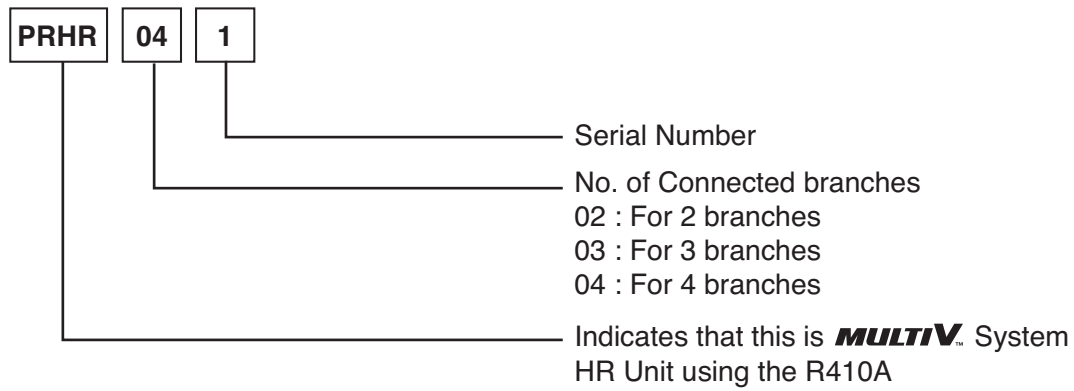 PRHR 04 1
Serial Number
No. of Connected branches
02 : For 2 branches
03 : For 3 branches
04 : For 4 branches
Indicates that this is MULTI V™ System
HR Unit using the R410A